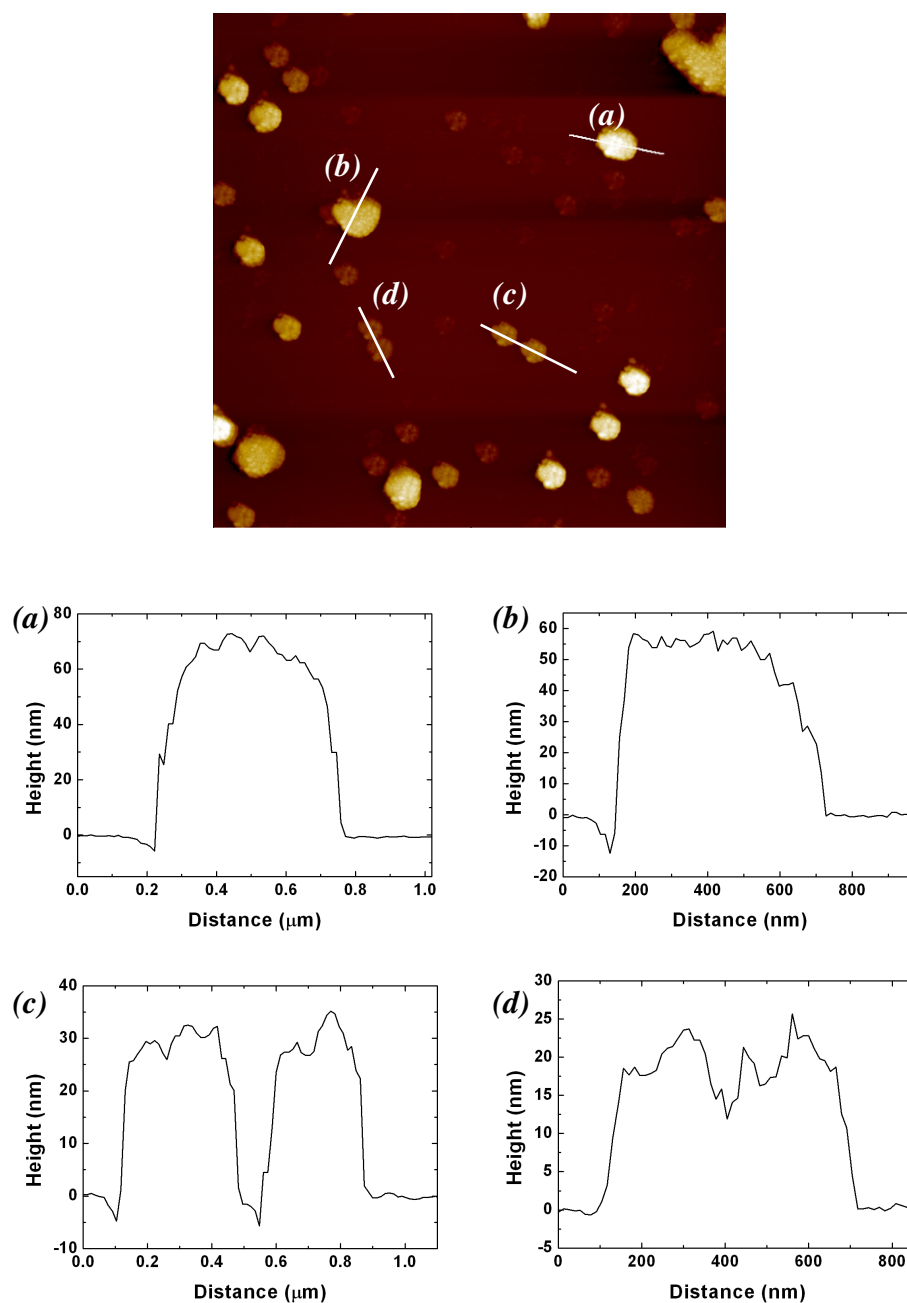 (a)
(b)
(d)
(c)
(a)
80
60
40
20
0
Height (nm)
0.0 0.2 0.4 0.6 0.8 1.0
Distance (μm)
(b)
60
50
40
30
20
10
0
-10
-20
Height (nm)
0 200 400 600 800
Distance (nm)
(c)
40
30
20
10
0
-10
Height (nm)
0.0 0.2 0.4 0.6 0.8 1.0
Distance (μm)
(d)
30
25
20
15
10
5
0
-5
Height (nm)
0 200 400 600 800
Distance (nm)